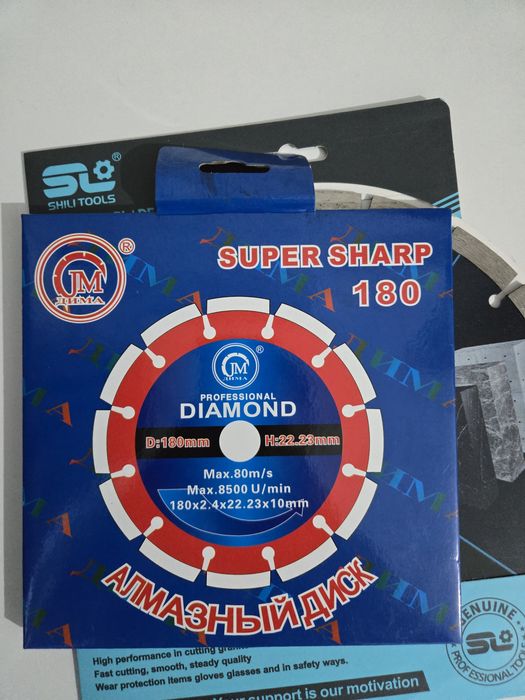 SL®
SHILI TOOLS
JM
ДИМА
®
SUPER SHARP
180
JM
ДИМА
®
PROFESSIONAL
DIAMOND
D:180mm H:22.23mm
Max.80m/s
Max.8500 U/min
180x2.4x22.23x10mm
АЛМАЗНЫЙ ДИСК
High performance in cutting
Fast cutting, smooth, steady quality
Wear protection items gloves glasses and in safety ways.
Your support is our motivation
GENUINE
SL
PROFESSIONAL